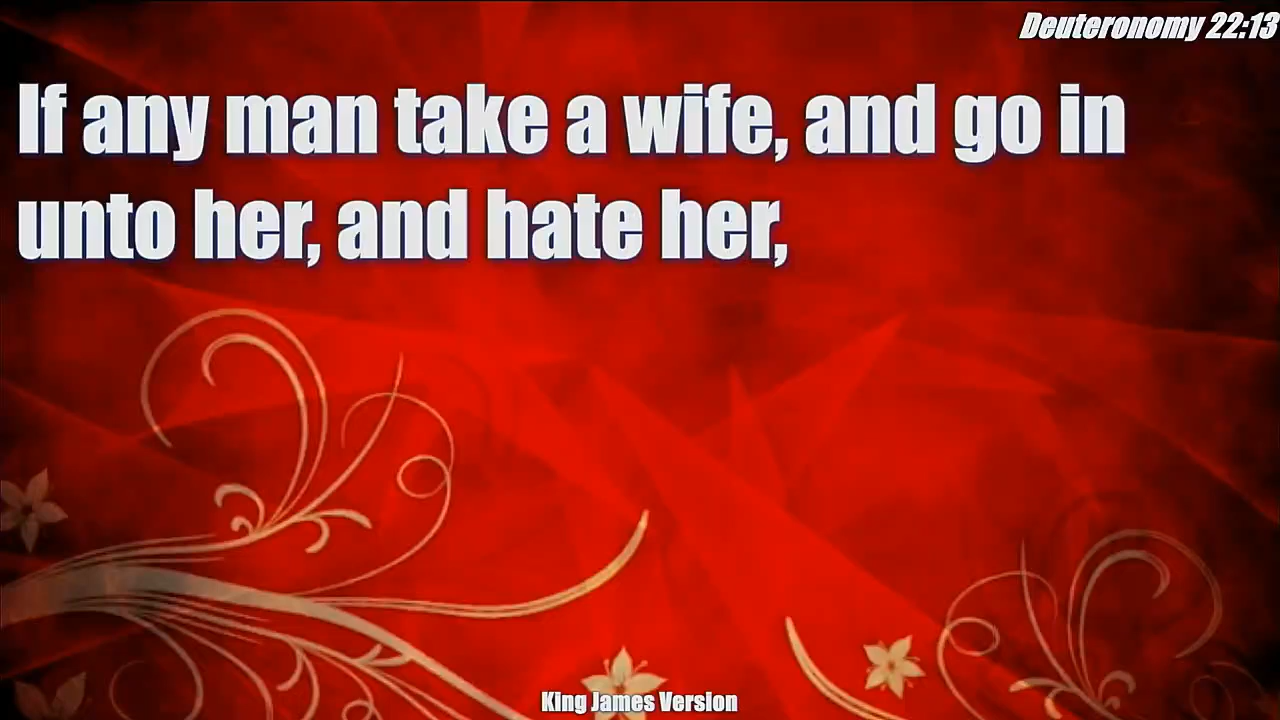 Deuteronomy 22:13
If any man take a wife, and go in
unto her, and hate her,
King James Version